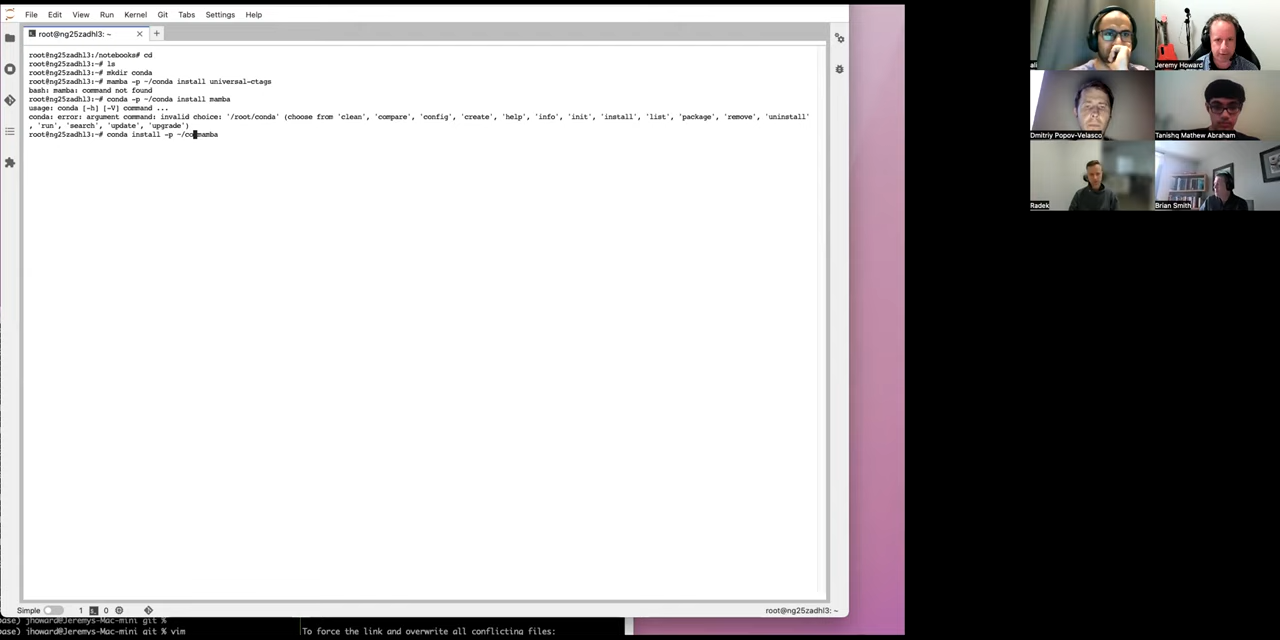 File Edit View Run Kernel Git Tabs Settings Help
root@ng25zadhl3: ~
root@ng25zadhl3:/notebooks# cd
root@ng25zadhl3:~# ls
root@ng25zadhl3:~# mkdir conda
root@ng25zadhl3:~# mamba -p ~/conda install universal-ctags
bash: mamba: command not found
root@ng25zadhl3:~# conda -p ~/conda install mamba
usage: conda [-h] [-V] command ...
conda: error: argument command: invalid choice: '/root/conda' (choose from 'clean', 'compare', 'config', 'create', 'help', 'info', 'init', 'install', 'list', 'package', 'remove', 'uninstall'
, 'run', 'search', 'update', 'upgrade')
root@ng25zadhl3:~# conda install -p ~/co mamba
Simple 1 0 root@ng25zadhl3: ~
base) jhoward@Jeremys-Mac-mini git %
base) jhoward@Jeremys-Mac-mini git % vim
To force the link and overwrite all conflicting files:
ali
Jeremy Howard
Dmitriy Popov-Velasco
Tanishq Mathew Abraham
Radek
Brian Smith